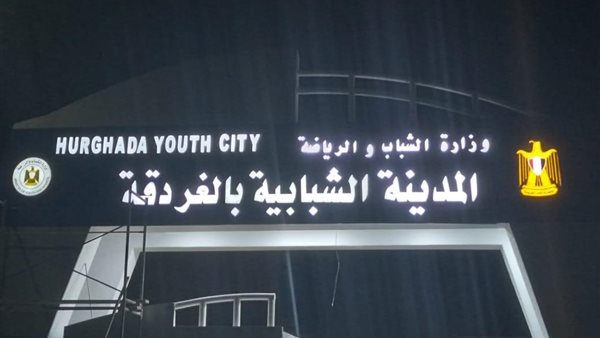 HURGHADA YOUTH CITY
وزارة الشباب و الرياضة
المدينة الشبابية بالغردقة